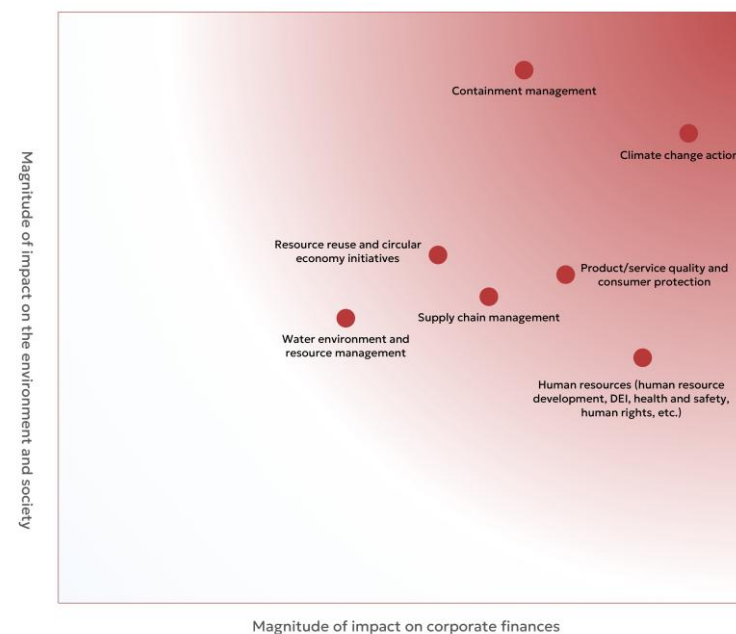 Containment management
Climate change action
Magnitude of impact on the environment and society
Resource reuse and circular
economy initiatives
Product/service quality and
consumer protection
Supply chain management
Water environment and
resource management
Human resources (human resource
development, DEI, health and safety,
human rights, etc.)
Magnitude of impact on corporate finances